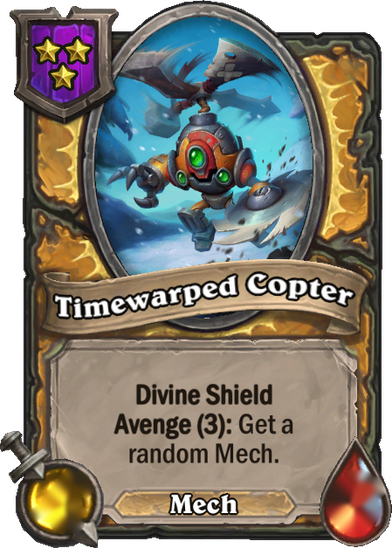 Timewarped Copter
Divine Shield
Avenge (3): Get a
random Mech.
Mech